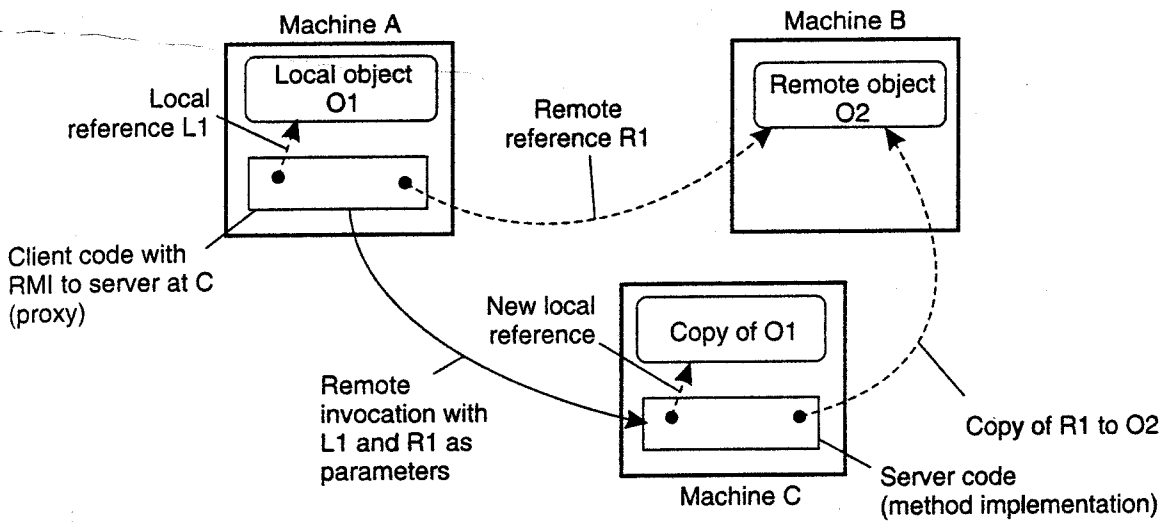 Machine A
Machine B
Local object
O1
Remote object
O2
Local
reference L1
Remote
reference R1
Client code with
RMI to server at C
(proxy)
New local
reference
Copy of O1
Remote
invocation with
L1 and R1 as
parameters
Copy of R1 to O2
Server code
(method implementation)
Machine C